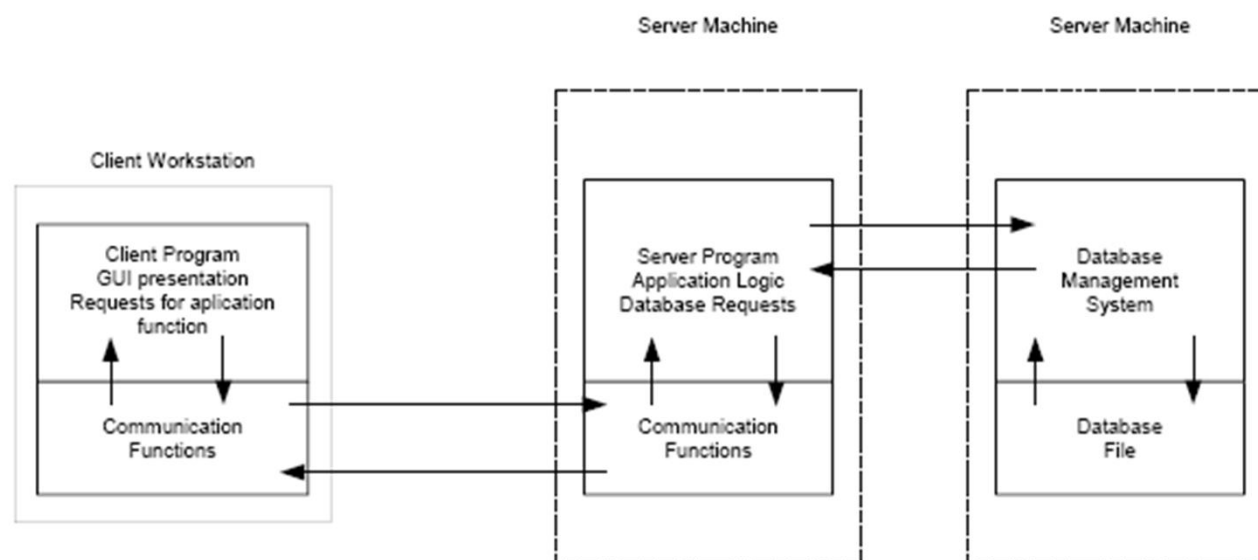 Server Machine
Server Machine
Client Workstation
Client Program
GUI presentation
Requests for aplication
function
Communication
Functions
Server Program
Application Logic
Database Requests
Communication
Functions
Database
Management
System
Database
File